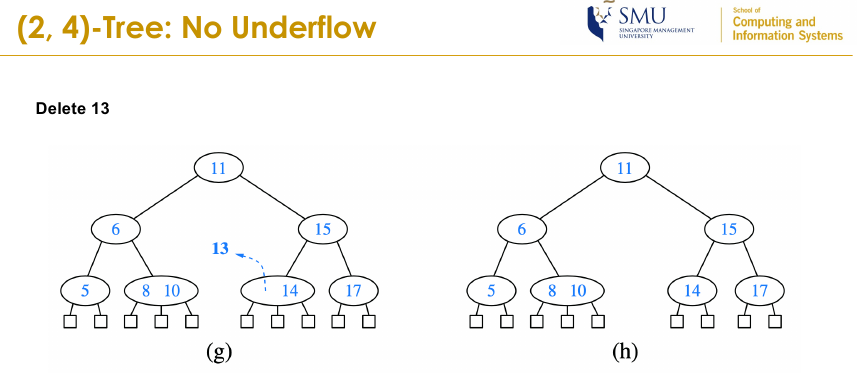 (2, 4)-Tree: No Underflow
SMU
SINGAPORE MANAGEMENT
UNIVERSITY
School of
Computing and
Information Systems
Delete 13
11
6
15
13
5
8 10
14
17
(g)
11
6
15
5
8 10
14
17
(h)